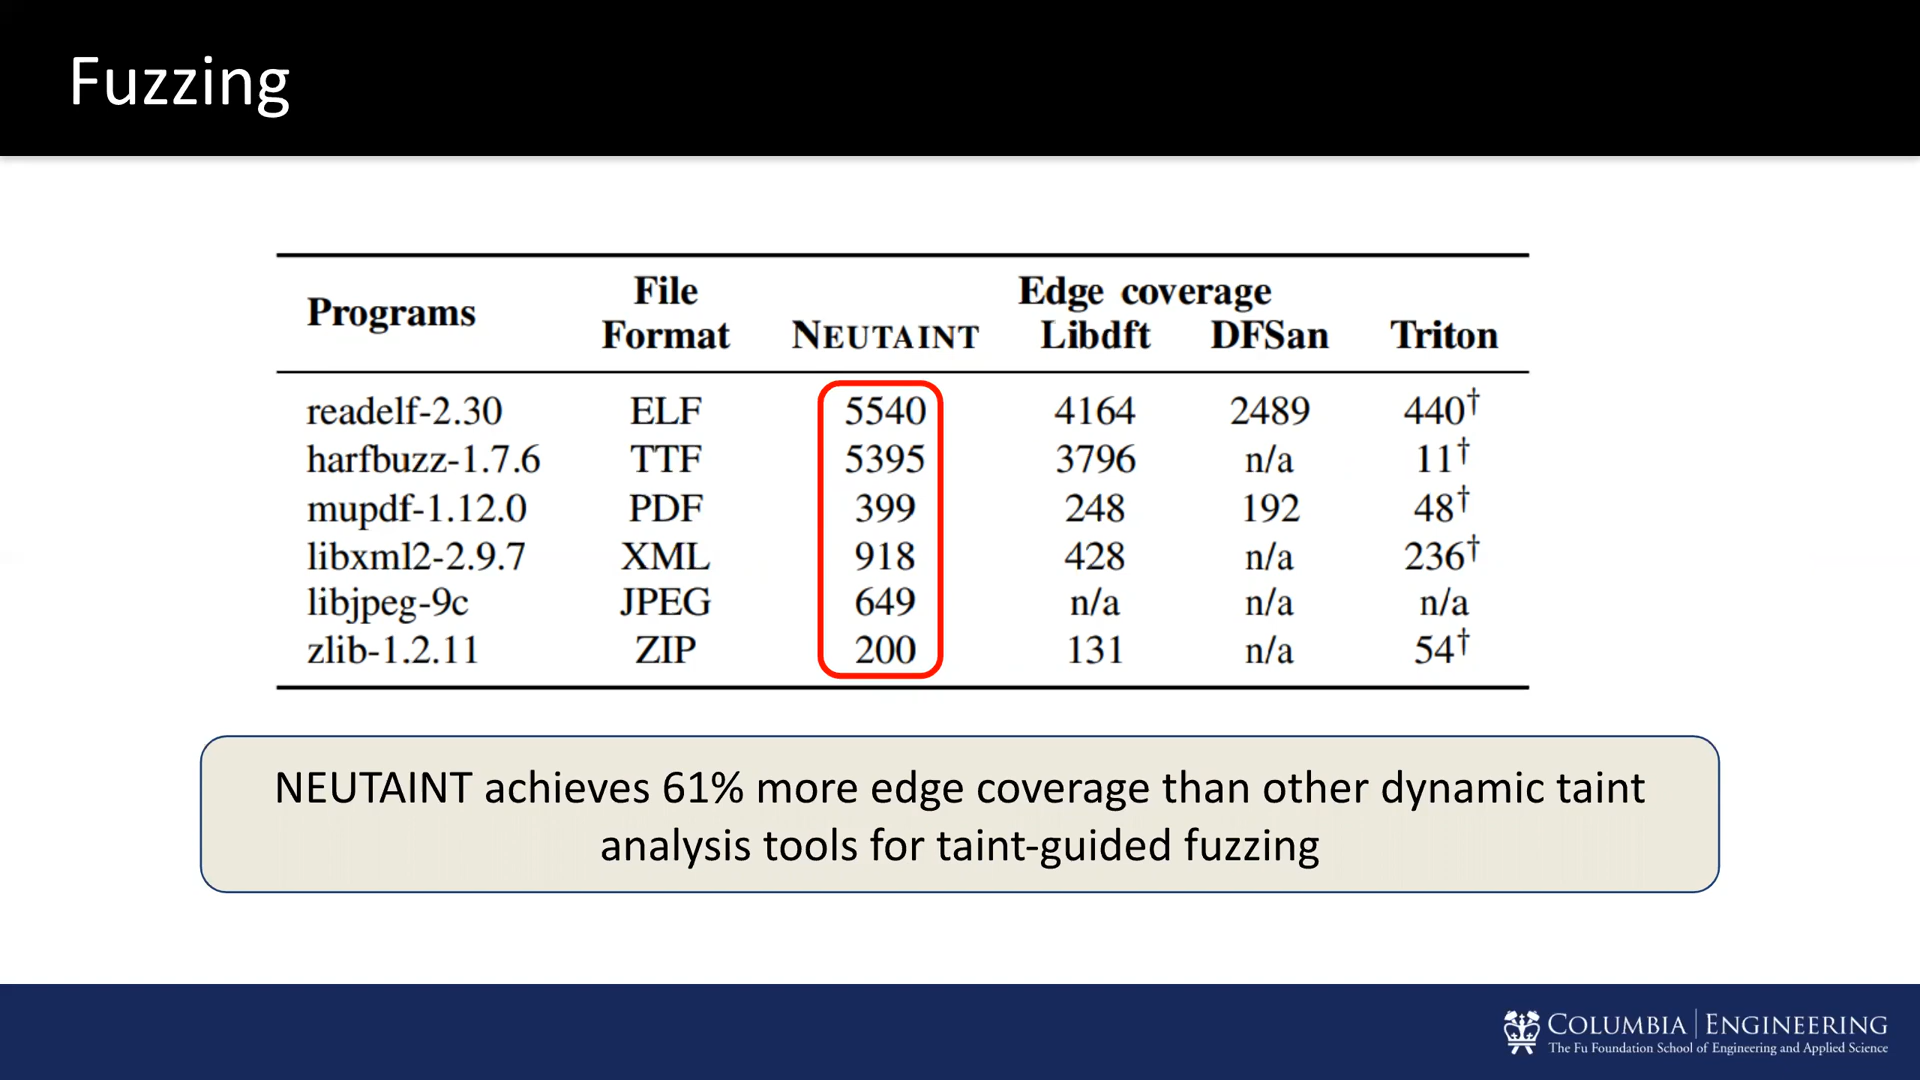 Fuzzing
Programs File Format Edge coverage
NEUTAINT Libdft DFSan Triton
readelf-2.30 ELF 5540 4164 2489 440†
harfbuzz-1.7.6 TTF 5395 3796 n/a 11†
mupdf-1.12.0 PDF 399 248 192 48†
libxml2-2.9.7 XML 918 428 n/a 236†
libjpeg-9c JPEG 649 n/a n/a n/a
zlib-1.2.11 ZIP 200 131 n/a 54†
NEUTAINT achieves 61% more edge coverage than other dynamic taint
analysis tools for taint-guided fuzzing
COLUMBIA | ENGINEERING
The Fu Foundation School of Engineering and Applied Science